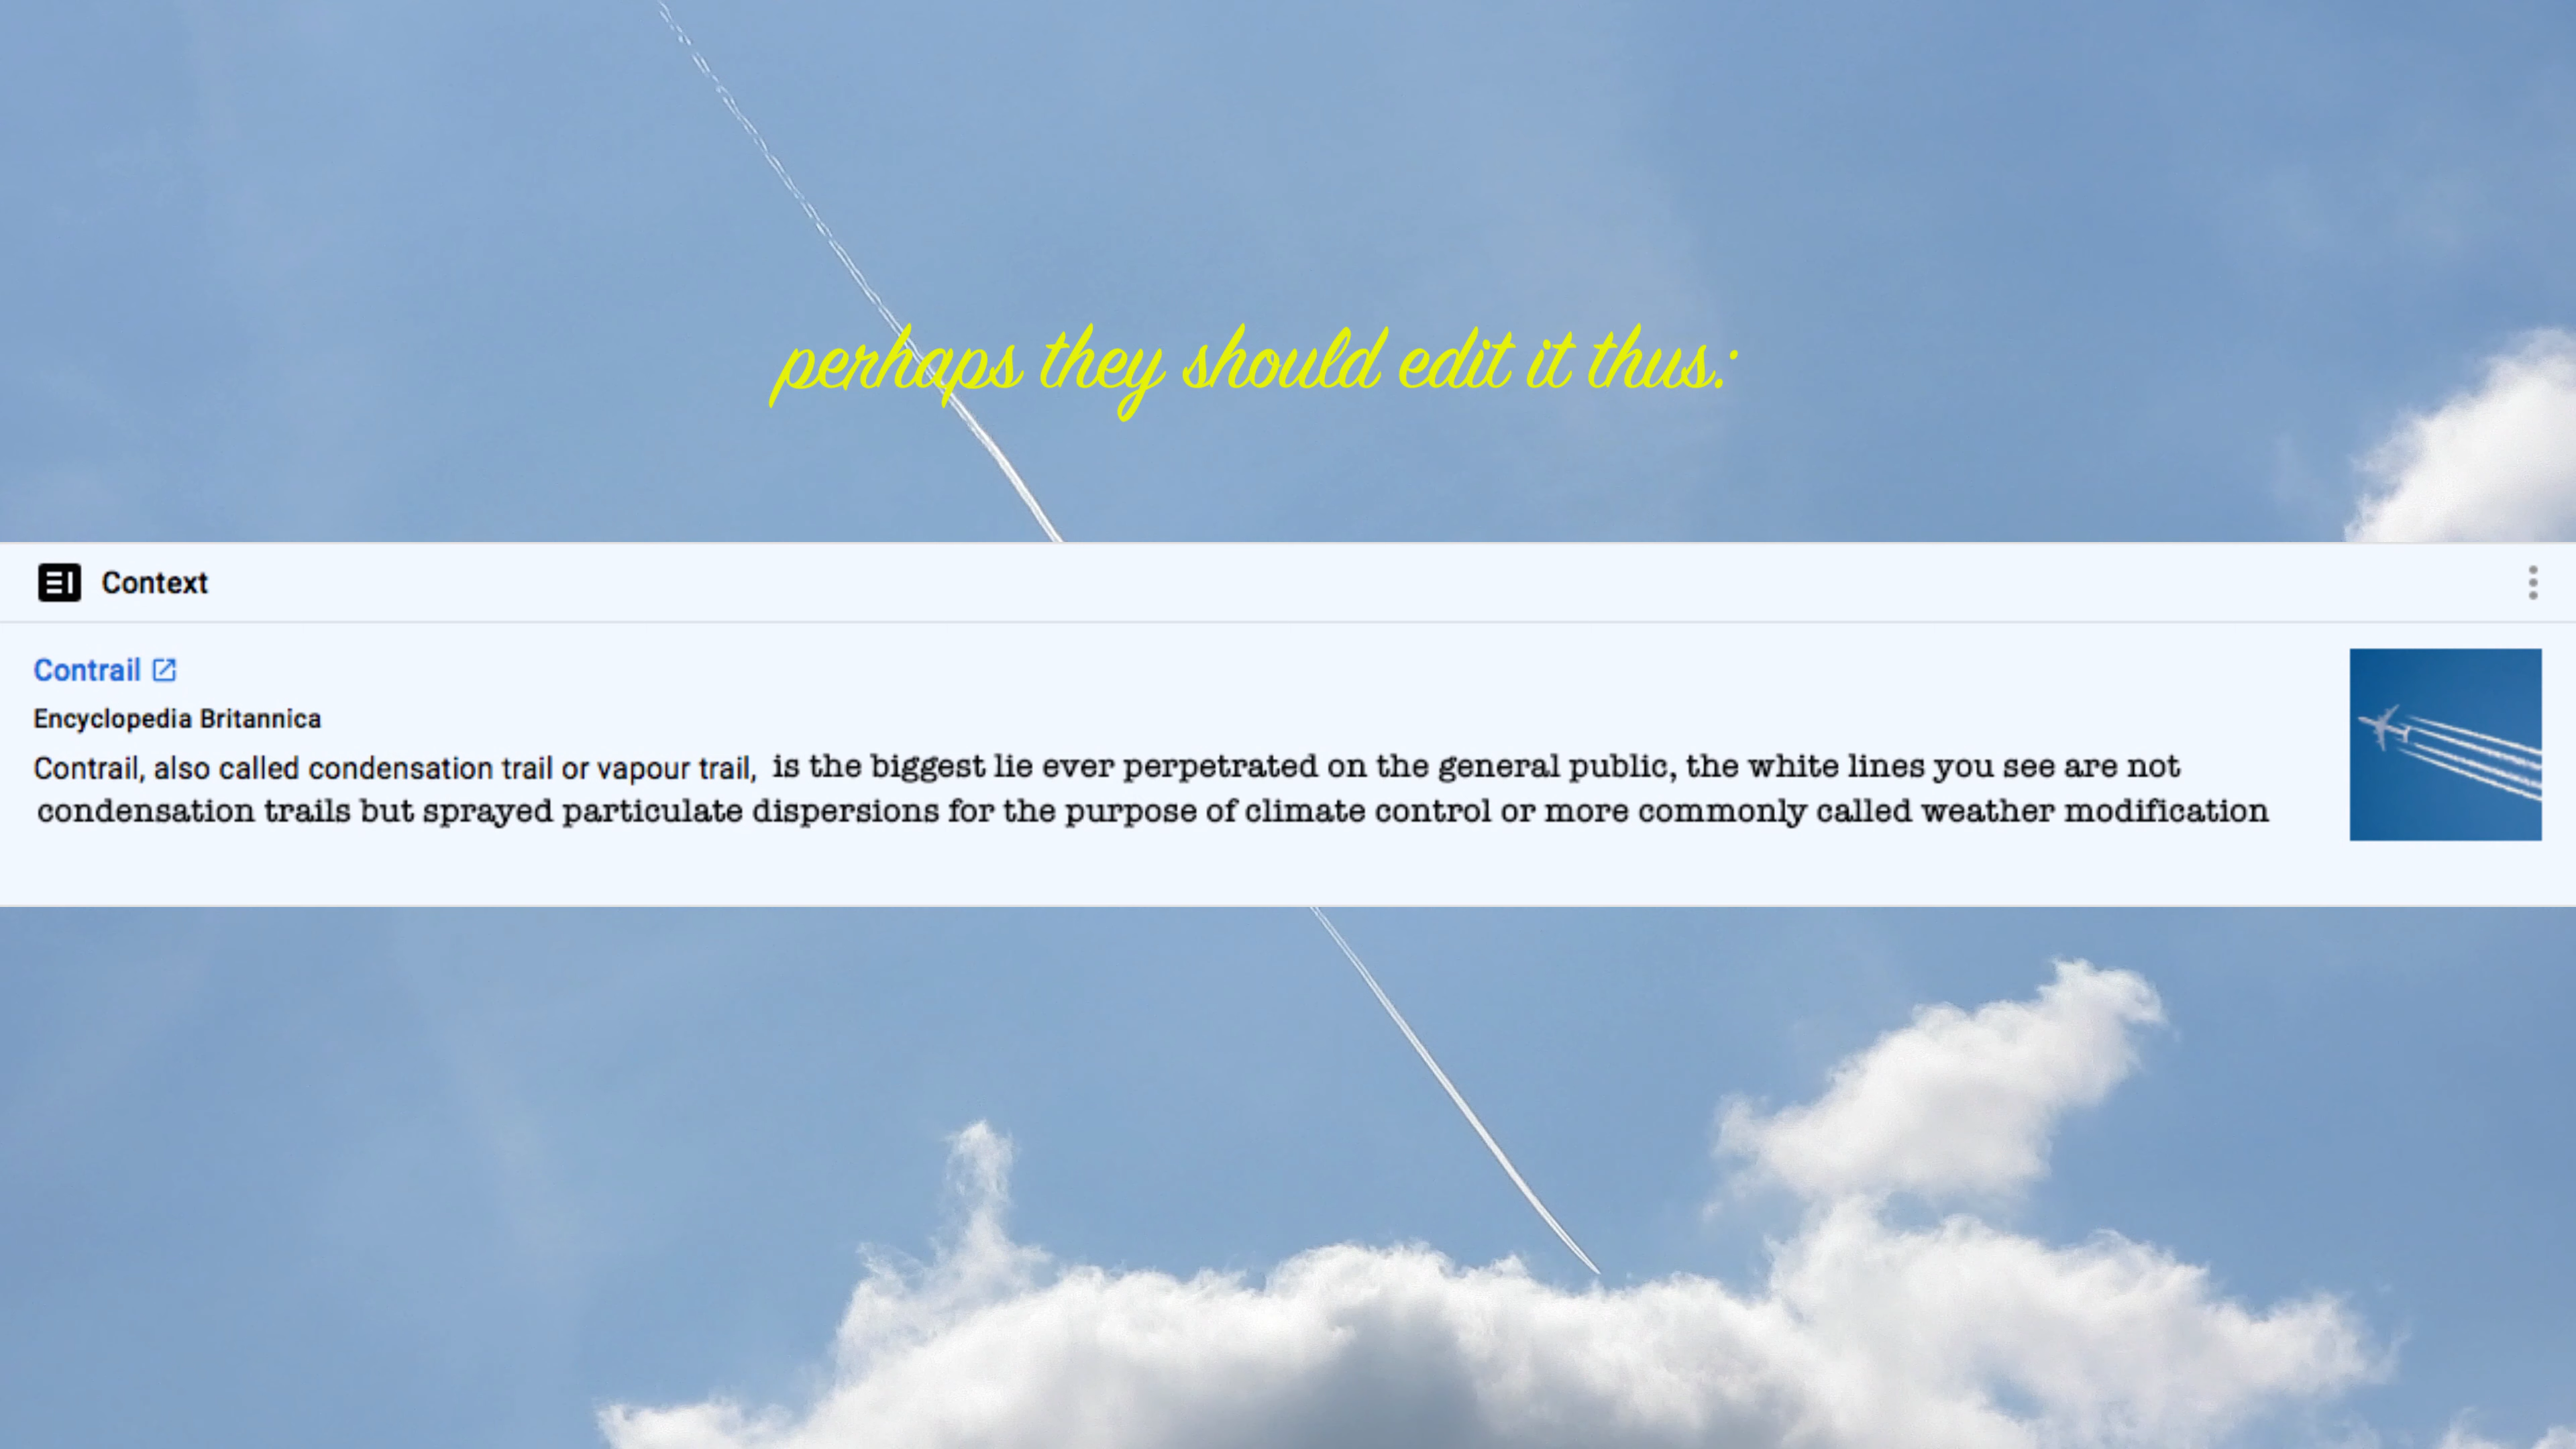 perhaps they should edit it thus:
Context
Contrail
Encyclopedia Britannica
Contrail, also called condensation trail or vapour trail, is the biggest lie ever perpetrated on the general public, the white lines you see are not
condensation trails but sprayed particulate dispersions for the purpose of climate control or more commonly called weather modification